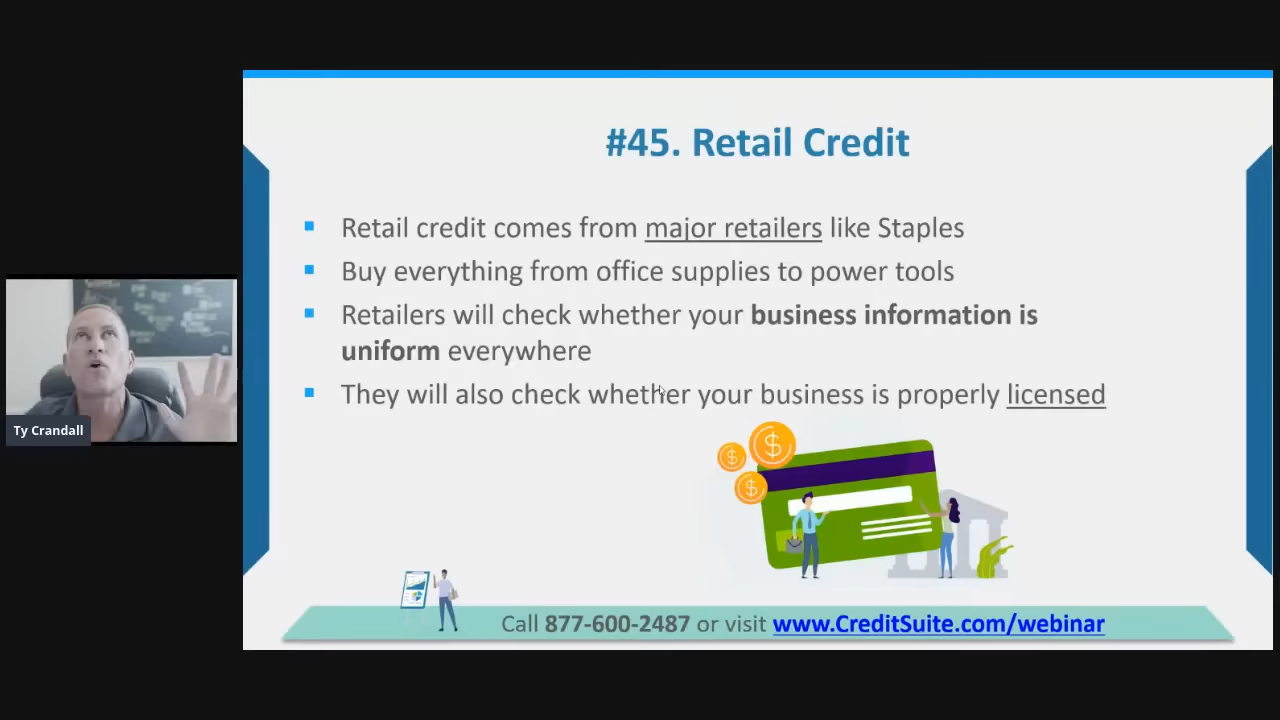 #45. Retail Credit
Retail credit comes from major retailers like Staples
Buy everything from office supplies to power tools
Retailers will check whether your business information is
uniform everywhere
They will also check whether your business is properly licensed
Ty Crandall
$
$
$
Call 877-600-2487 or visit www.CreditSuite.com/webinar